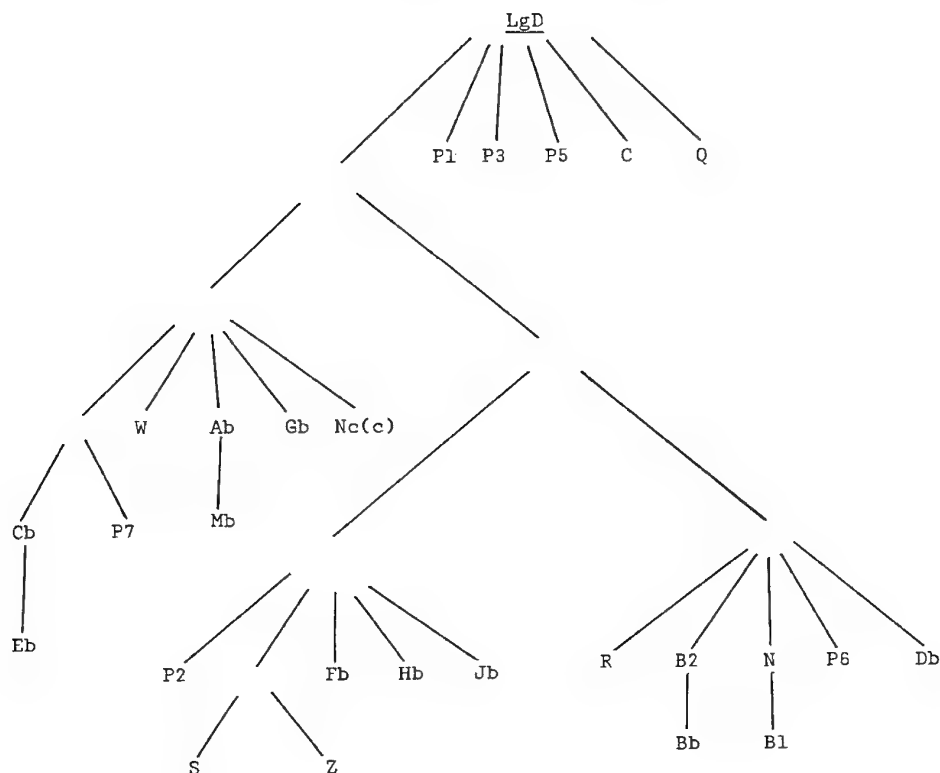 LgD
P1 P3 P5 C Q
W Ab Gb Nc(c)
Cb P7 Mb
Eb
P2 Fb Hb Jb R B2 N P6 Db
S Z Bb B1